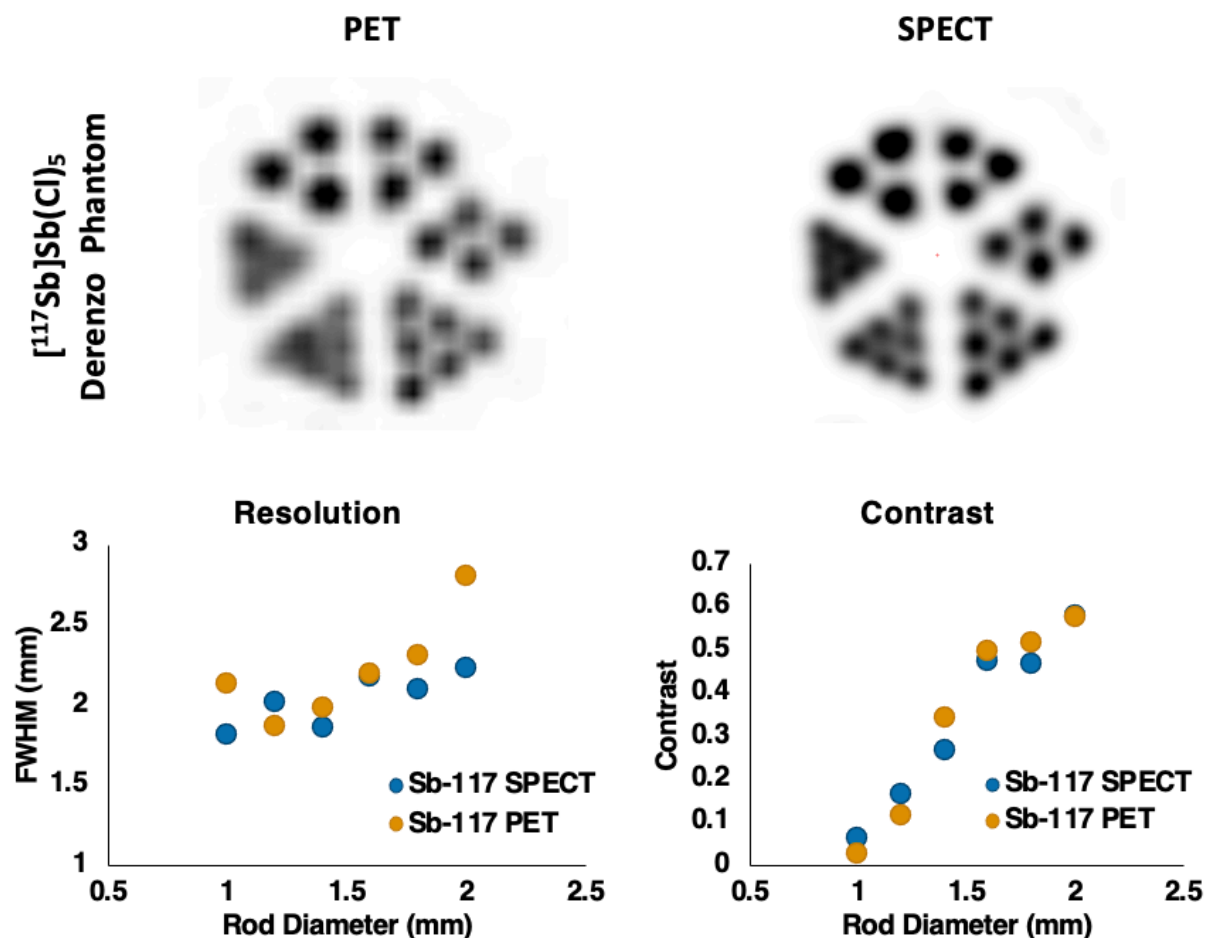 PET
SPECT
[¹¹⁷Sb]Sb(Cl)₅
Derenzo Phantom
Resolution
3
2.5
2
1.5
1
FWHM (mm)
Sb-117 SPECT
Sb-117 PET
0.5 1 1.5 2 2.5
Rod Diameter (mm)
Contrast
0.7
0.6
0.5
0.4
0.3
0.2
0.1
0
Contrast
Sb-117 SPECT
Sb-117 PET
0.5 1 1.5 2 2.5
Rod Diameter (mm)